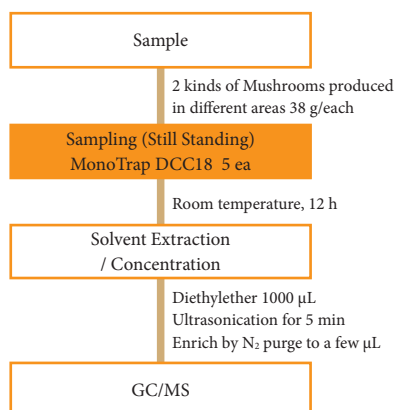 Sample
2 kinds of Mushrooms produced
in different areas 38 g/each
Sampling (Still Standing)
MonoTrap DCC18 5 ea
Room temperature, 12 h
Solvent Extraction
/ Concentration
Diethylether 1000 μL
Ultrasonication for 5 min
Enrich by N₂ purge to a few μL
GC/MS